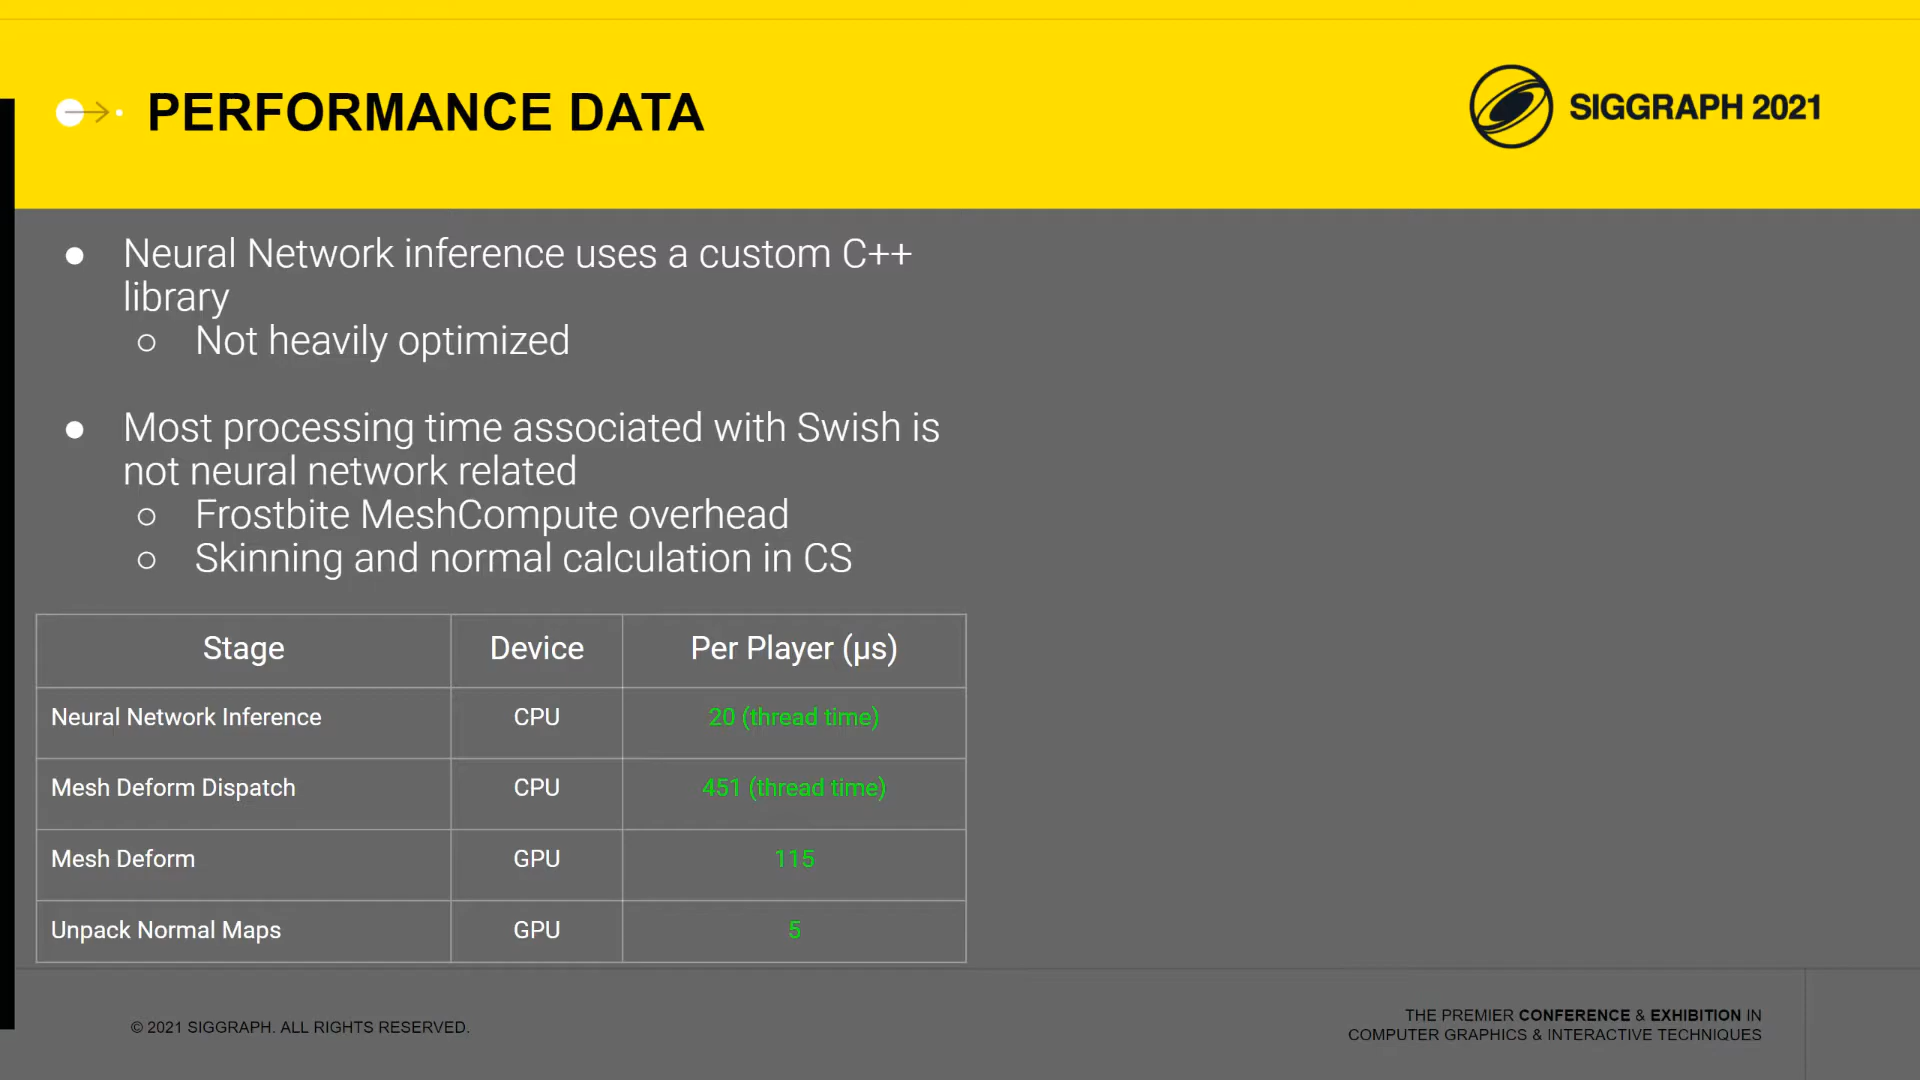 PERFORMANCE DATA
SIGGRAPH 2021
● Neural Network inference uses a custom C++
library
○ Not heavily optimized
● Most processing time associated with Swish is
not neural network related
○ Frostbite MeshCompute overhead
○ Skinning and normal calculation in CS
Stage Device Per Player (μs)
Neural Network Inference CPU 20 (thread time)
Mesh Deform Dispatch CPU 451 (thread time)
Mesh Deform GPU 115
Unpack Normal Maps GPU 5
© 2021 SIGGRAPH. ALL RIGHTS RESERVED.
THE PREMIER CONFERENCE & EXHIBITION IN
COMPUTER GRAPHICS & INTERACTIVE TECHNIQUES